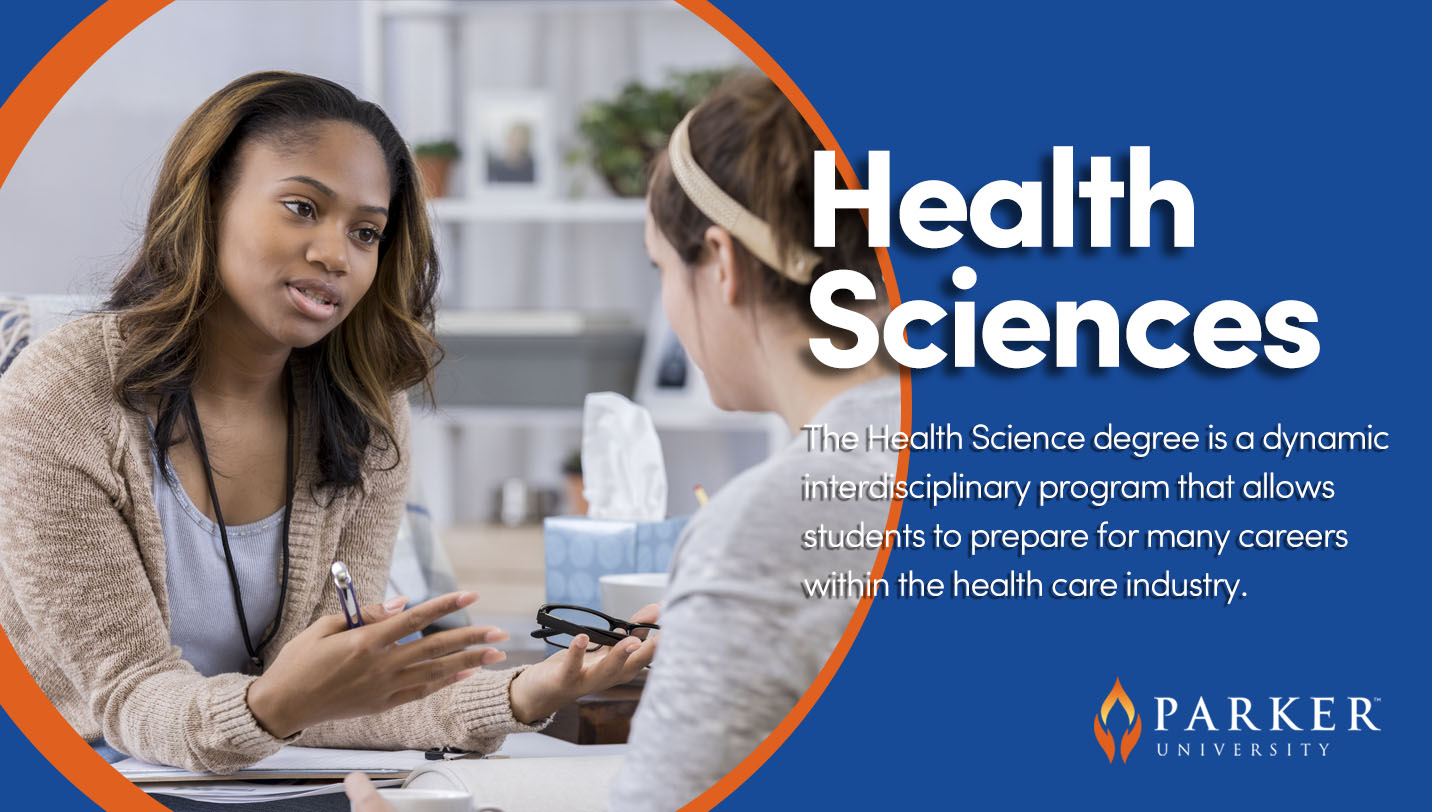 Health
Sciences
The Health Science degree is a dynamic
interdisciplinary program that allows
students to prepare for many careers
within the health care industry.
PARKER™
UNIVERSITY